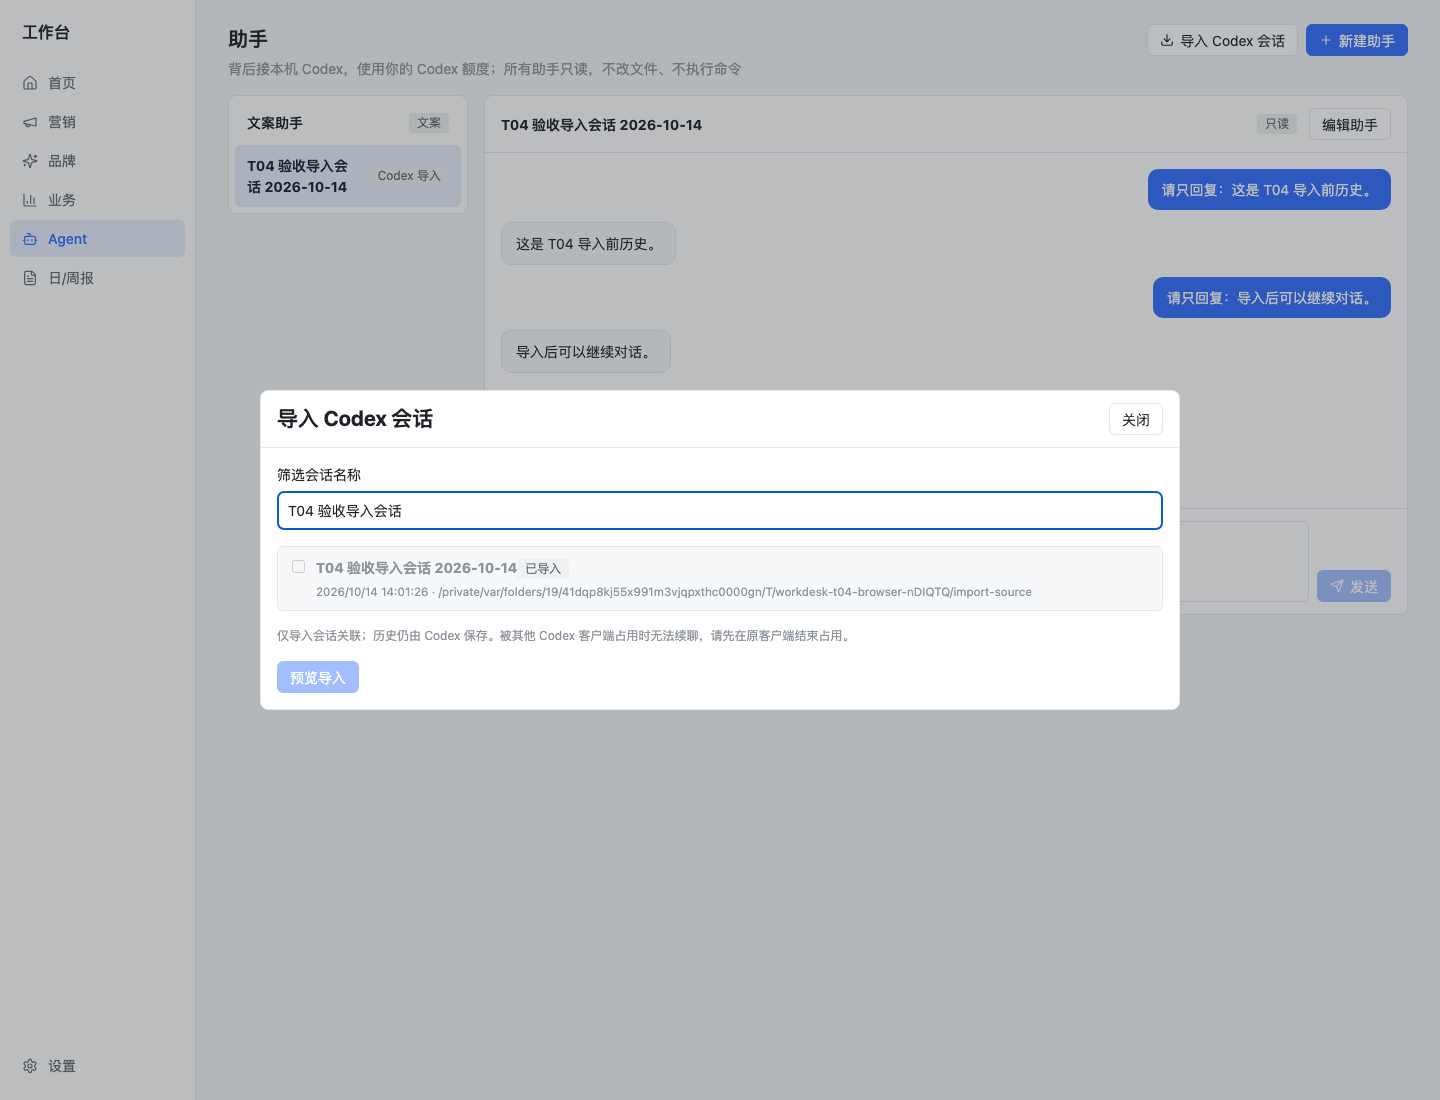 工作台
首页
营销
品牌
业务
Agent
日/周报
设置
助手
背后接本机 Codex，使用你的 Codex 额度；所有助手只读，不改文件、不执行命令
导入 Codex 会话
新建助手
文案助手
文案
T04 验收导入会
话 2026-10-14
Codex 导入
T04 验收导入会话 2026-10-14
只读
编辑助手
请只回复：这是 T04 导入前历史。
这是 T04 导入前历史。
请只回复：导入后可以继续对话。
导入后可以继续对话。
发送
导入 Codex 会话
关闭
筛选会话名称
T04 验收导入会话
T04 验收导入会话 2026-10-14 已导入
2026/10/14 14:01:26 · /private/var/folders/19/41dqp8kj55x991m3vjqpxthc0000gn/T/workdesk-t04-browser-nDIQTQ/import-source
仅导入会话关联；历史仍由 Codex 保存。被其他 Codex 客户端占用时无法续聊，请先在原客户端结束占用。
预览导入